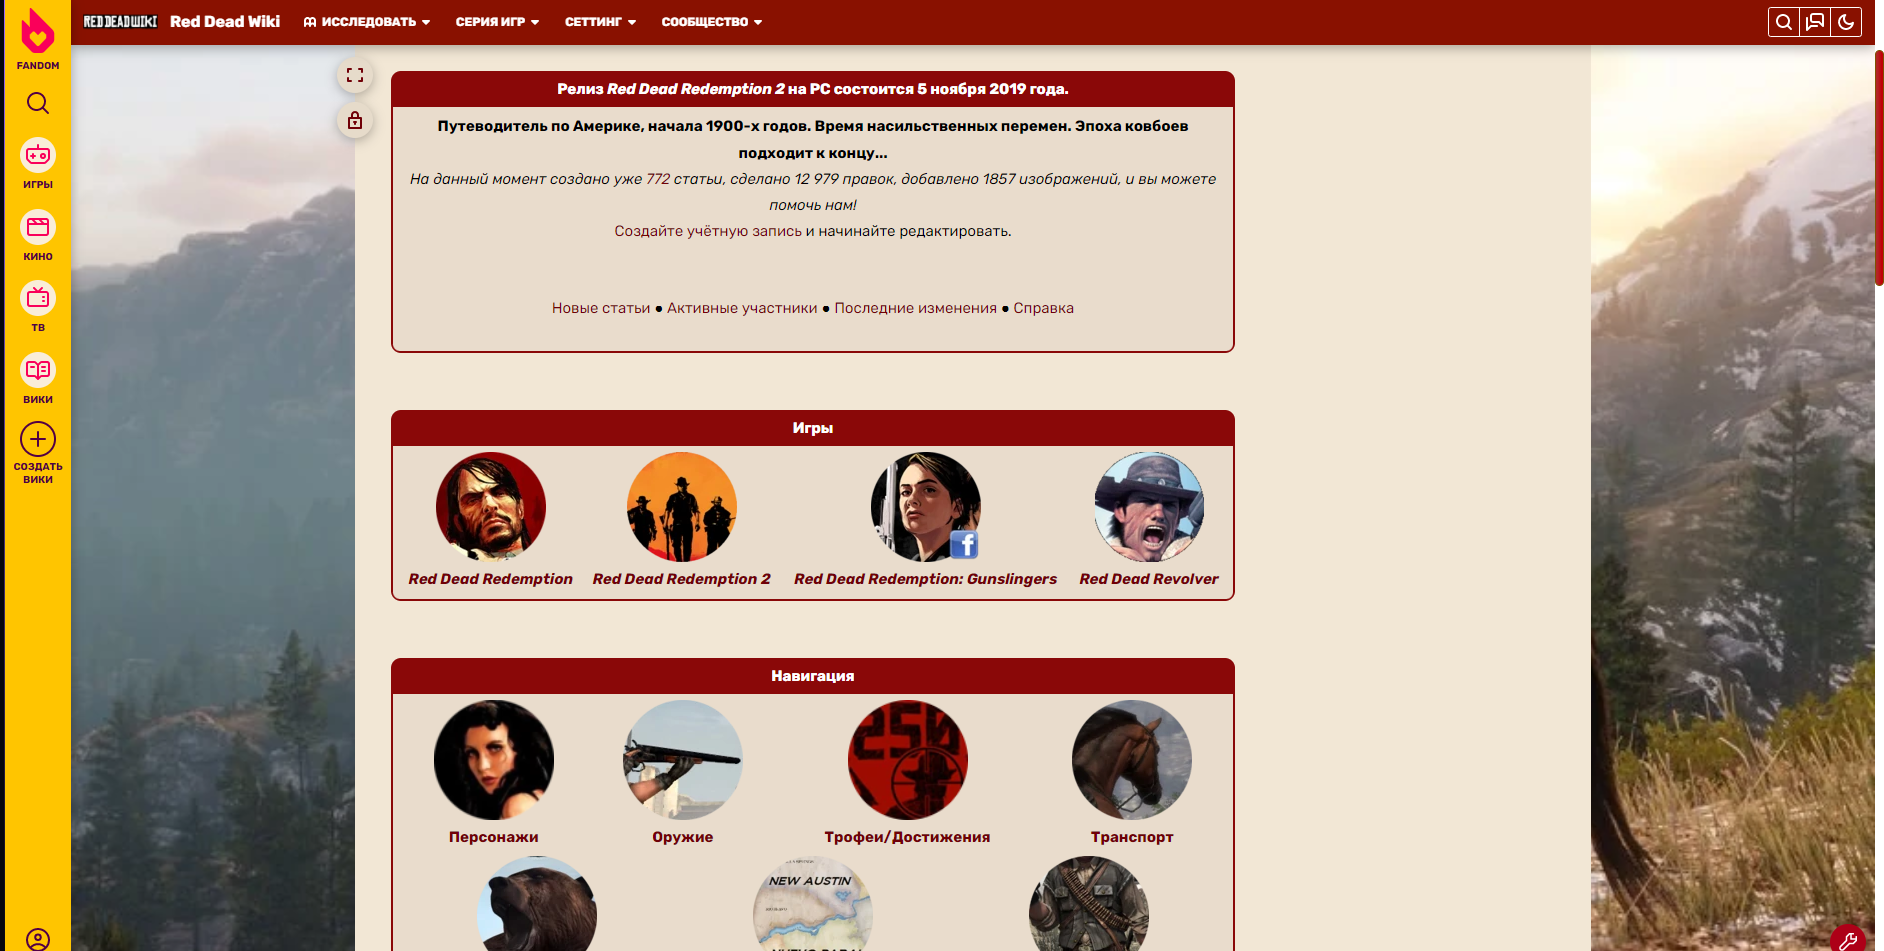 RED DEAD WIKI
Red Dead Wiki
ИССЛЕДОВАТЬ
СЕРИЯ ИГР
СЕТТИНГ
СООБЩЕСТВО
FANDOM
ИГРЫ
КИНО
ТВ
ВИКИ
СОЗДАТЬ
ВИКИ
Релиз Red Dead Redemption 2 на PC состоится 5 ноября 2019 года.
Путеводитель по Америке, начала 1900-х годов. Время насильственных перемен. Эпоха ковбоев
подходит к концу...
На данный момент создано уже 772 статьи, сделано 12 979 правок, добавлено 1857 изображений, и вы можете
помочь нам!
Создайте учётную запись и начинайте редактировать.
Новые статьи ● Активные участники ● Последние изменения ● Справка
Игры
f
Red Dead Redemption
Red Dead Redemption 2
Red Dead Redemption: Gunslingers
Red Dead Revolver
Навигация
Персонажи
Оружие
Трофеи/Достижения
Транспорт
NEW AUSTIN